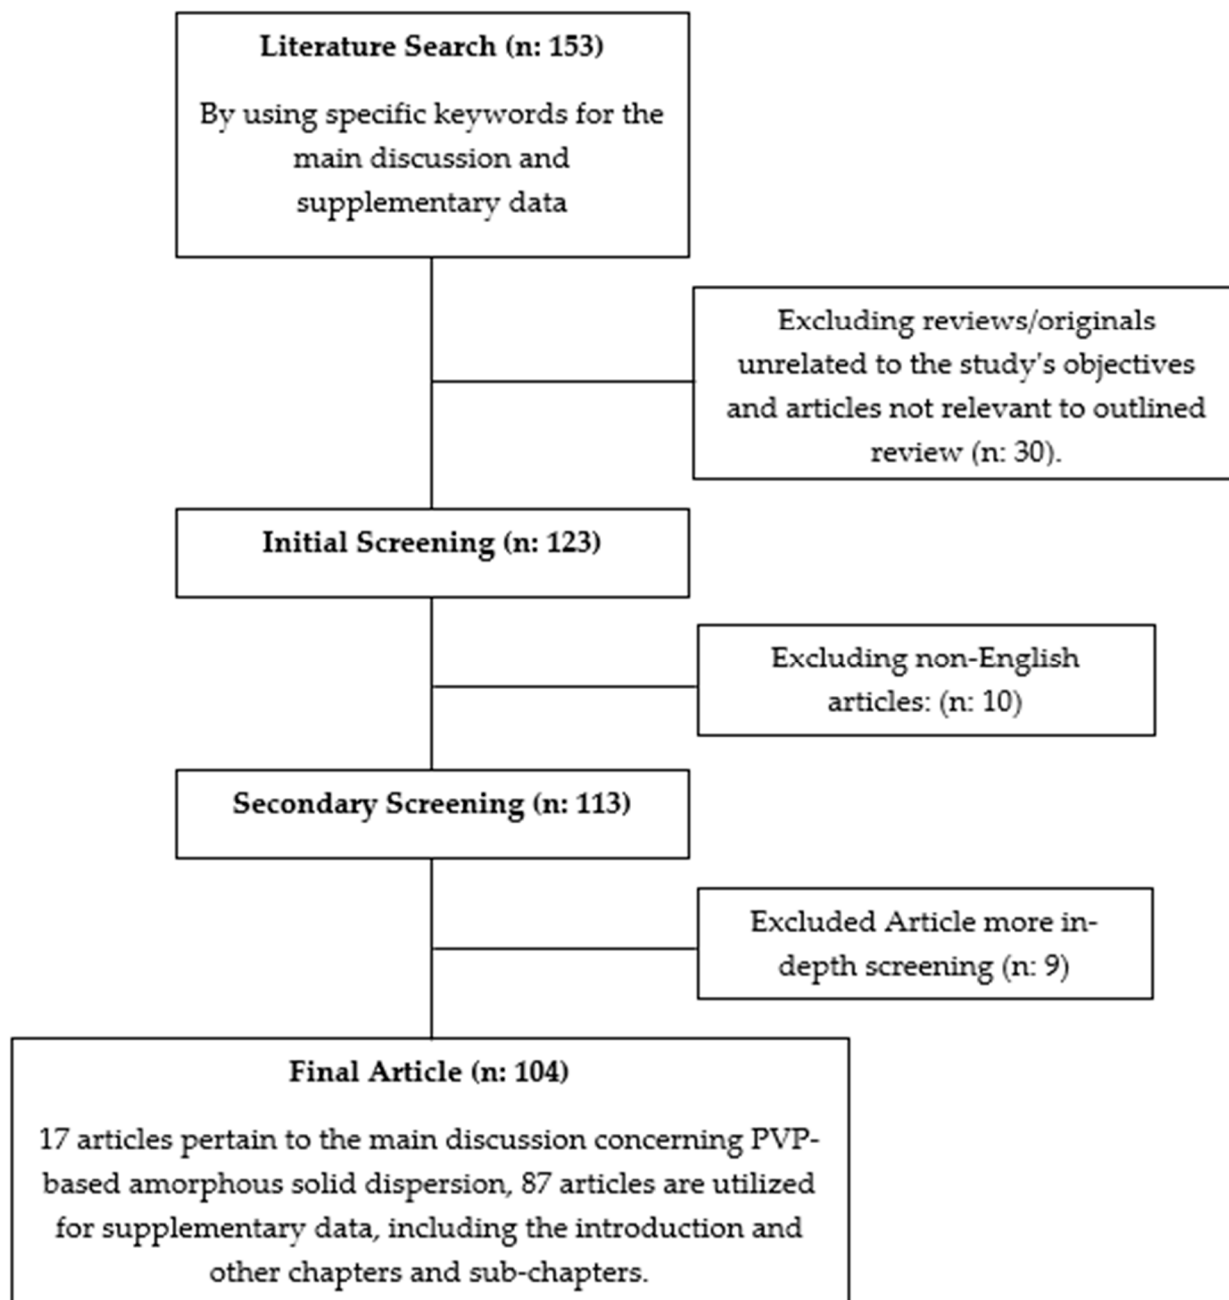 Literature Search (n: 153)
By using specific keywords for the
main discussion and
supplementary data
Excluding reviews/originals
unrelated to the study's objectives
and articles not relevant to outlined
review (n: 30).
Initial Screening (n: 123)
Excluding non-English
articles: (n: 10)
Secondary Screening (n: 113)
Excluded Article more in-
depth screening (n: 9)
Final Article (n: 104)
17 articles pertain to the main discussion concerning PVP-
based amorphous solid dispersion, 87 articles are utilized
for supplementary data, including the introduction and
other chapters and sub-chapters.